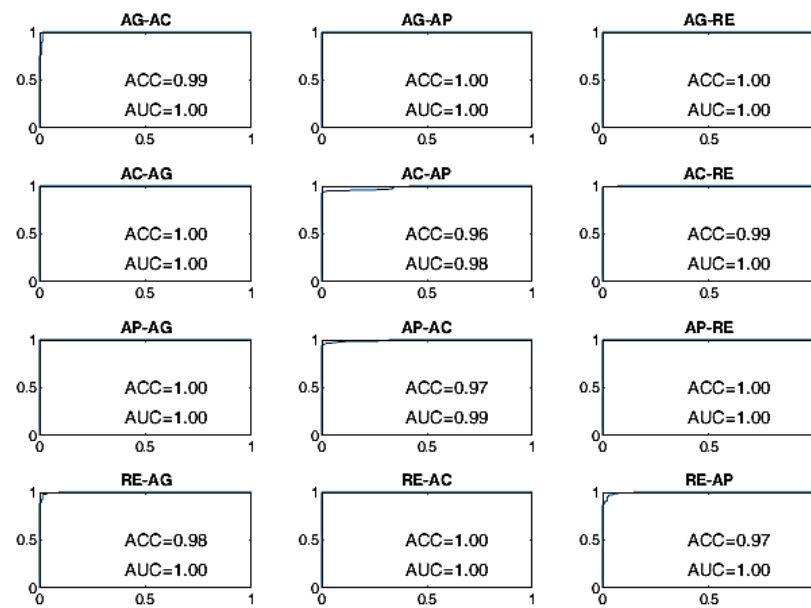 AG-AC AG-AP AG-RE
1 1 1
0.5 ACC=0.99 0.5 ACC=1.00 0.5 ACC=1.00
AUC=1.00 AUC=1.00 AUC=1.00
0 0 0
0 0.5 1 0 0.5 1 0 0.5
AC-AG AC-AP AC-RE
1 1 1
0.5 ACC=1.00 0.5 ACC=0.96 0.5 ACC=0.99
AUC=1.00 AUC=0.98 AUC=1.00
0 0 0
0 0.5 1 0 0.5 1 0 0.5
AP-AG AP-AC AP-RE
1 1 1
0.5 ACC=1.00 0.5 ACC=0.97 0.5 ACC=1.00
AUC=1.00 AUC=0.99 AUC=1.00
0 0 0
0 0.5 1 0 0.5 1 0 0.5
RE-AG RE-AC RE-AP
1 1 1
0.5 ACC=0.98 0.5 ACC=1.00 0.5 ACC=0.97
AUC=1.00 AUC=1.00 AUC=1.00
0 0 0
0 0.5 1 0 0.5 1 0 0.5